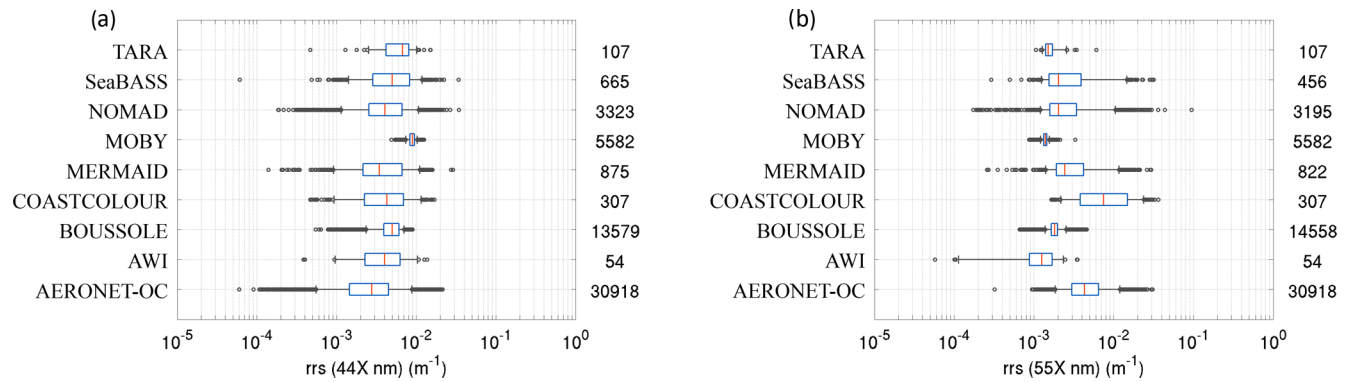 (a)
TARA 107
SeaBASS 665
NOMAD 3323
MOBY 5582
MERMAID 875
COASTCOLOUR 307
BOUSSOLE 13579
AWI 54
AERONET-OC 30918
10^-5 10^-4 10^-3 10^-2 10^-1 10^0
rrs (44X nm) (m^-1)
(b)
TARA 107
SeaBASS 456
NOMAD 3195
MOBY 5582
MERMAID 822
COASTCOLOUR 307
BOUSSOLE 14558
AWI 54
AERONET-OC 30918
10^-5 10^-4 10^-3 10^-2 10^-1 10^0
rrs (55X nm) (m^-1)